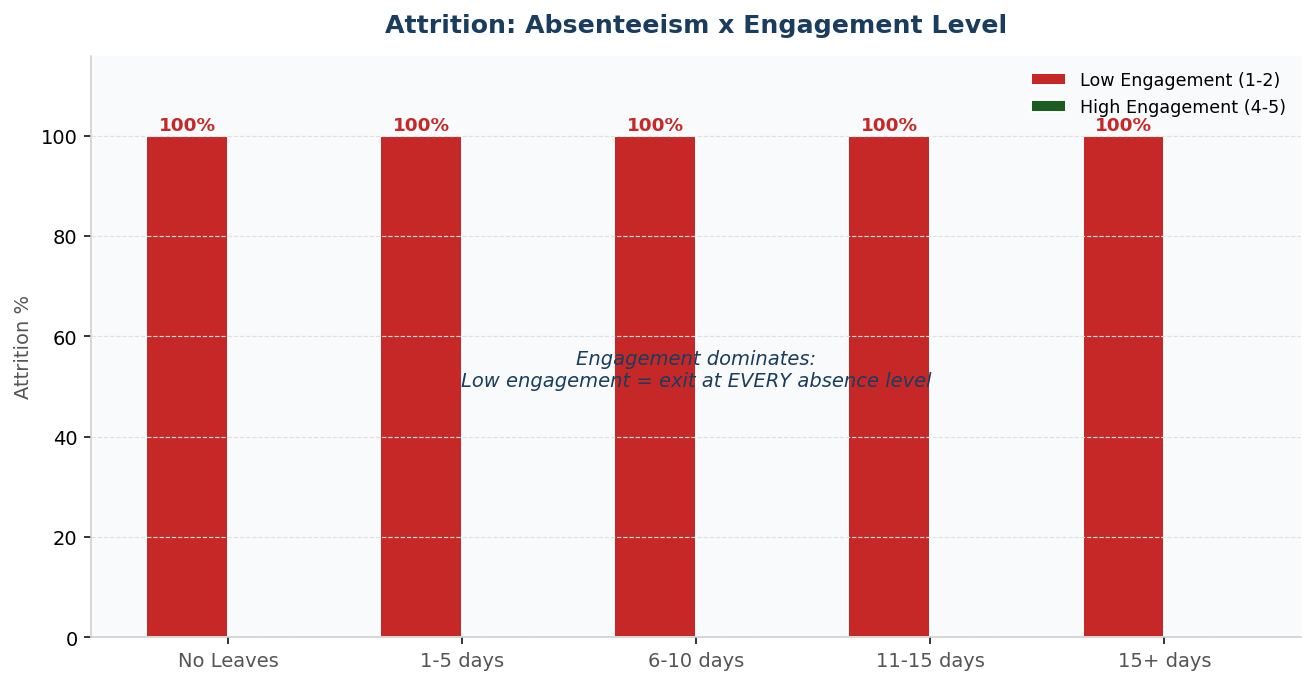 Attrition: Absenteeism x Engagement Level
Low Engagement (1-2)
High Engagement (4-5)
100%
100%
100%
100%
100%
100
80
60
40
20
0
Attrition %
Engagement dominates:
Low engagement = exit at EVERY absence level
No Leaves
1-5 days
6-10 days
11-15 days
15+ days